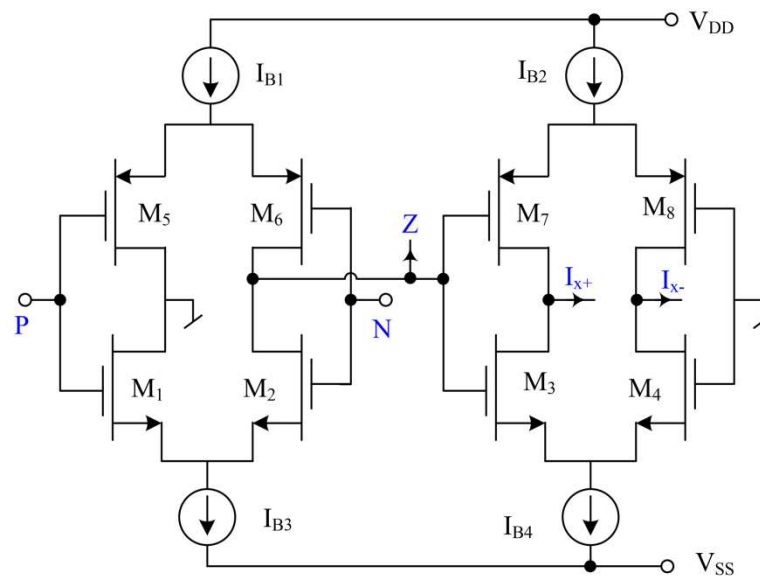 V_DD
I_B1
I_B2
M_5
M_6
Z
M_7
M_8
I_x+
I_x-
P
N
M_1
M_2
M_3
M_4
I_B3
I_B4
V_SS